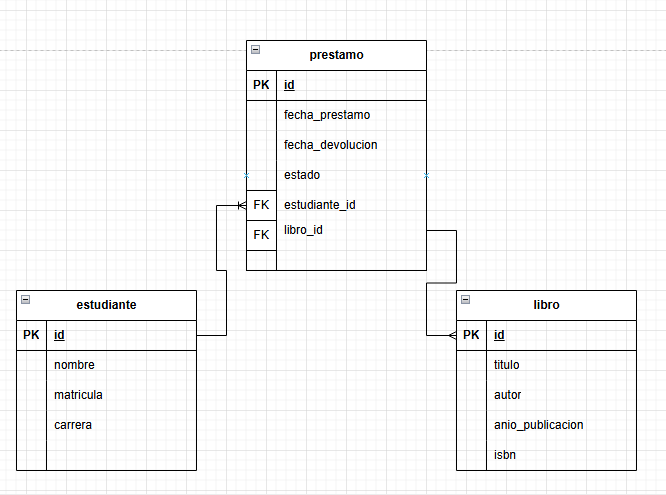 prestamo
PK id
fecha_prestamo
fecha_devolucion
estado
FK estudiante_id
FK libro_id
estudiante
PK id
nombre
matricula
carrera
libro
PK id
titulo
autor
anio_publicacion
isbn